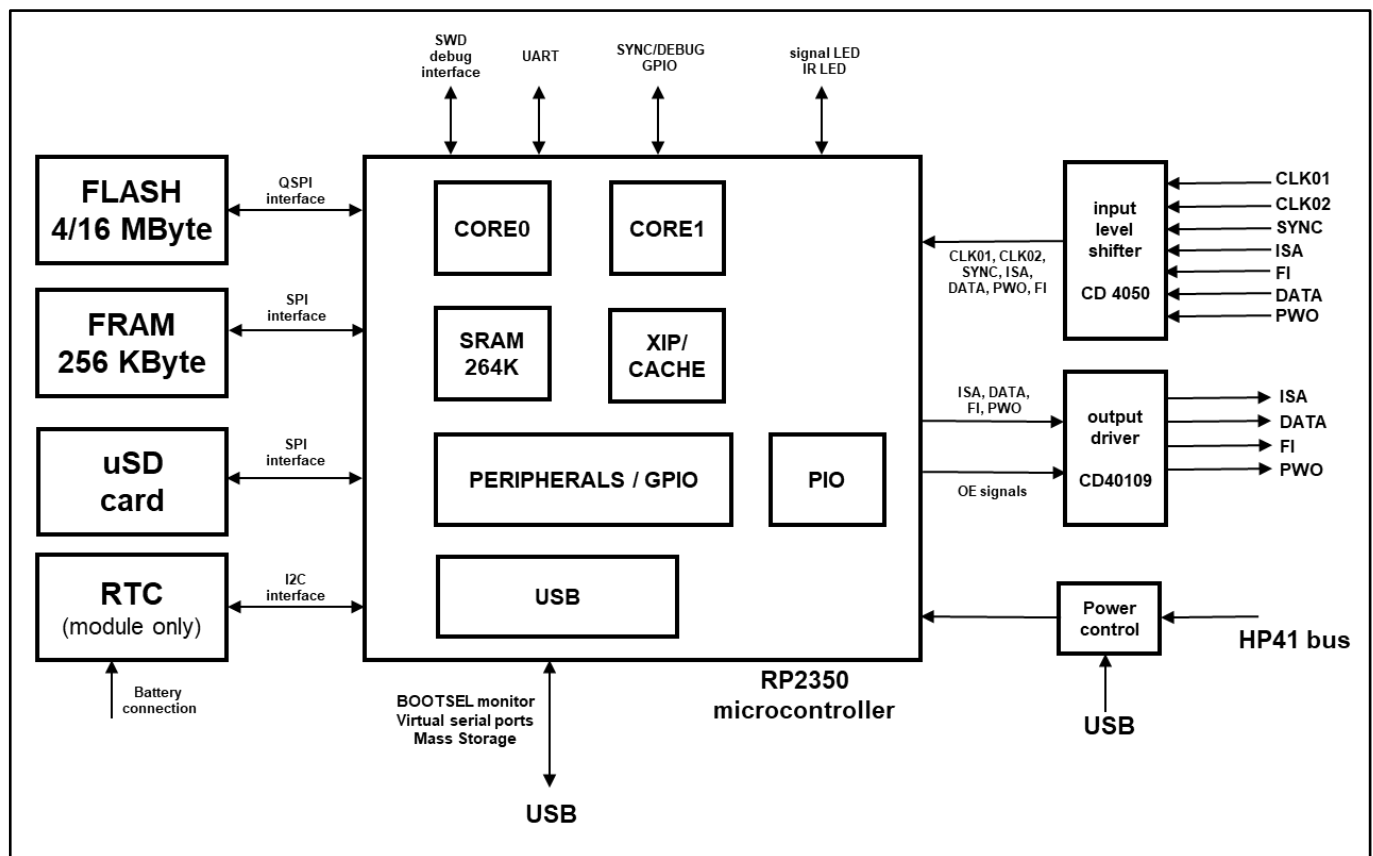 SWD
debug
interface
UART
SYNC/DEBUG
GPIO
signal LED
IR LED
FLASH
4/16 MByte
QSPI
interface
FRAM
256 KByte
SPI
interface
uSD
card
SPI
interface
RTC
(module only)
I2C
interface
Battery
connection
CORE0
CORE1
SRAM
264K
XIP/
CACHE
PERIPHERALS / GPIO
PIO
USB
RP2350
microcontroller
BOOTSEL monitor
Virtual serial ports
Mass Storage
USB
CLK01, CLK02,
SYNC, ISA,
DATA, PWO, FI
input
level
shifter
CD 4050
CLK01
CLK02
SYNC
ISA
FI
DATA
PWO
ISA, DATA,
FI, PWO
OE signals
output
driver
CD40109
ISA
DATA
FI
PWO
Power
control
HP41 bus
USB